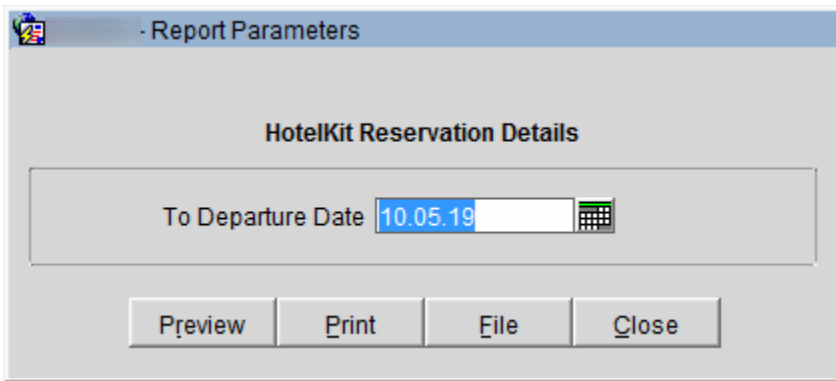 - Report Parameters
HotelKit Reservation Details
To Departure Date 10.05.19
Preview Print File Close